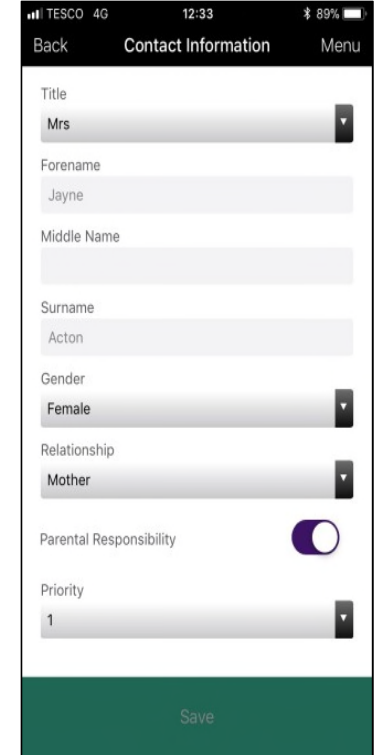 TESCO 4G 12:33 89%
Back Contact Information Menu
Title
Mrs
Forename
Jayne
Middle Name
Surname
Acton
Gender
Female
Relationship
Mother
Parental Responsibility
Priority
1
Save